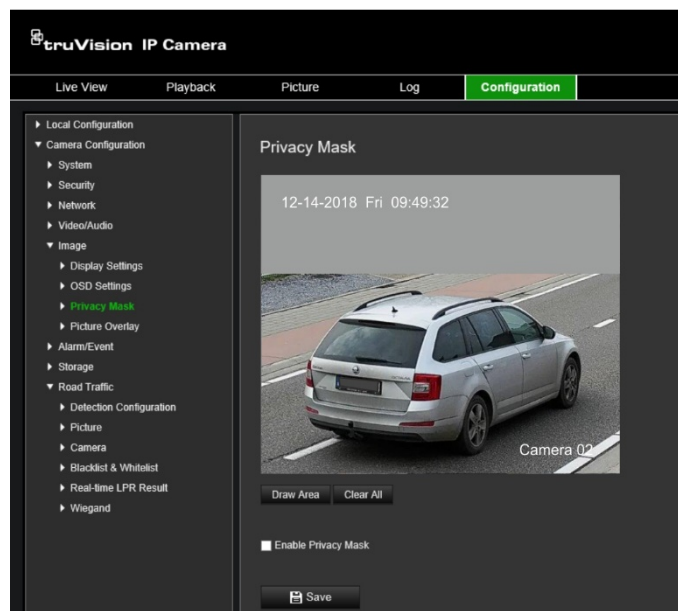 truVision IP Camera
Live View Playback Picture Log Configuration
Local Configuration
Camera Configuration
System
Security
Network
Video/Audio
Image
Display Settings
OSD Settings
Privacy Mask
Picture Overlay
Alarm/Event
Storage
Road Traffic
Detection Configuration
Picture
Camera
Blacklist & Whitelist
Real-time LPR Result
Wiegand
Privacy Mask
12-14-2018 Fri 09:49:32
Camera 02
Draw Area Clear All
Enable Privacy Mask
Save